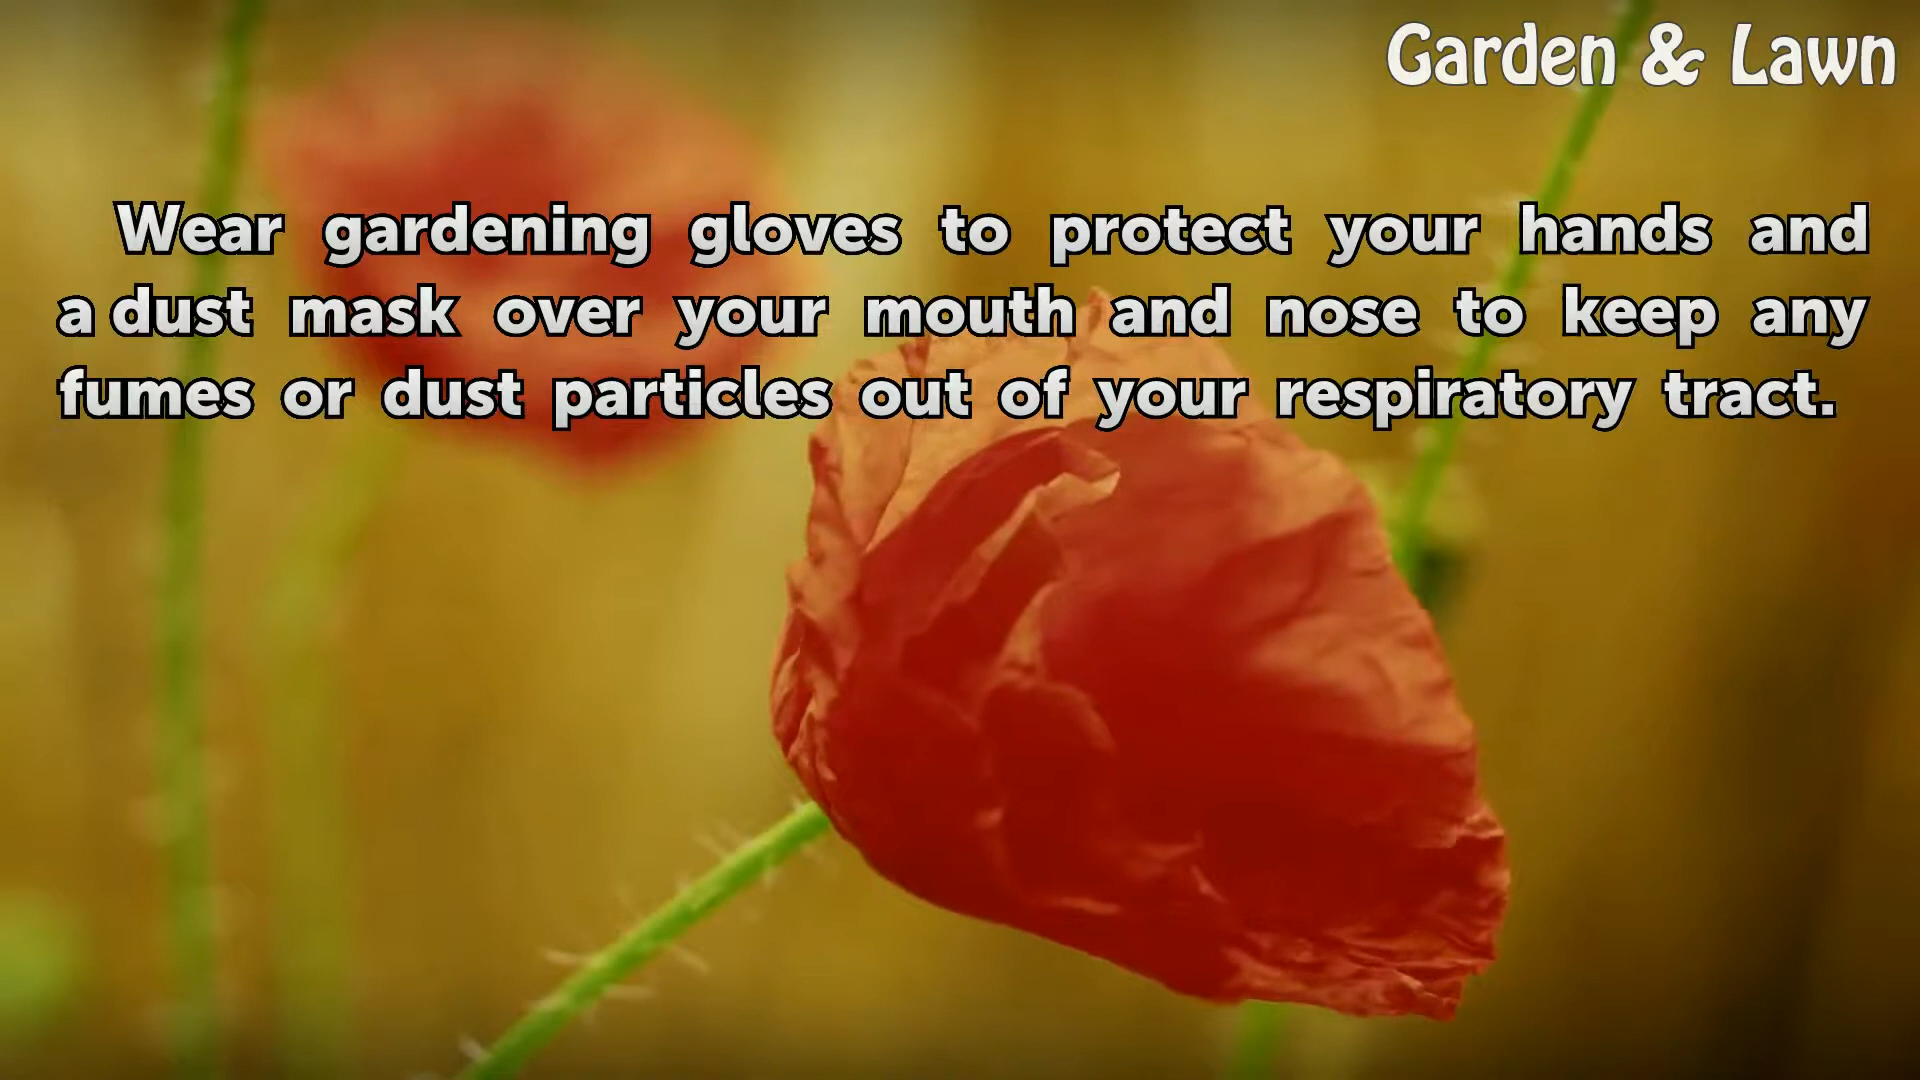 Garden & Lawn
Wear gardening gloves to protect your hands and
a dust mask over your mouth and nose to keep any
fumes or dust particles out of your respiratory tract.